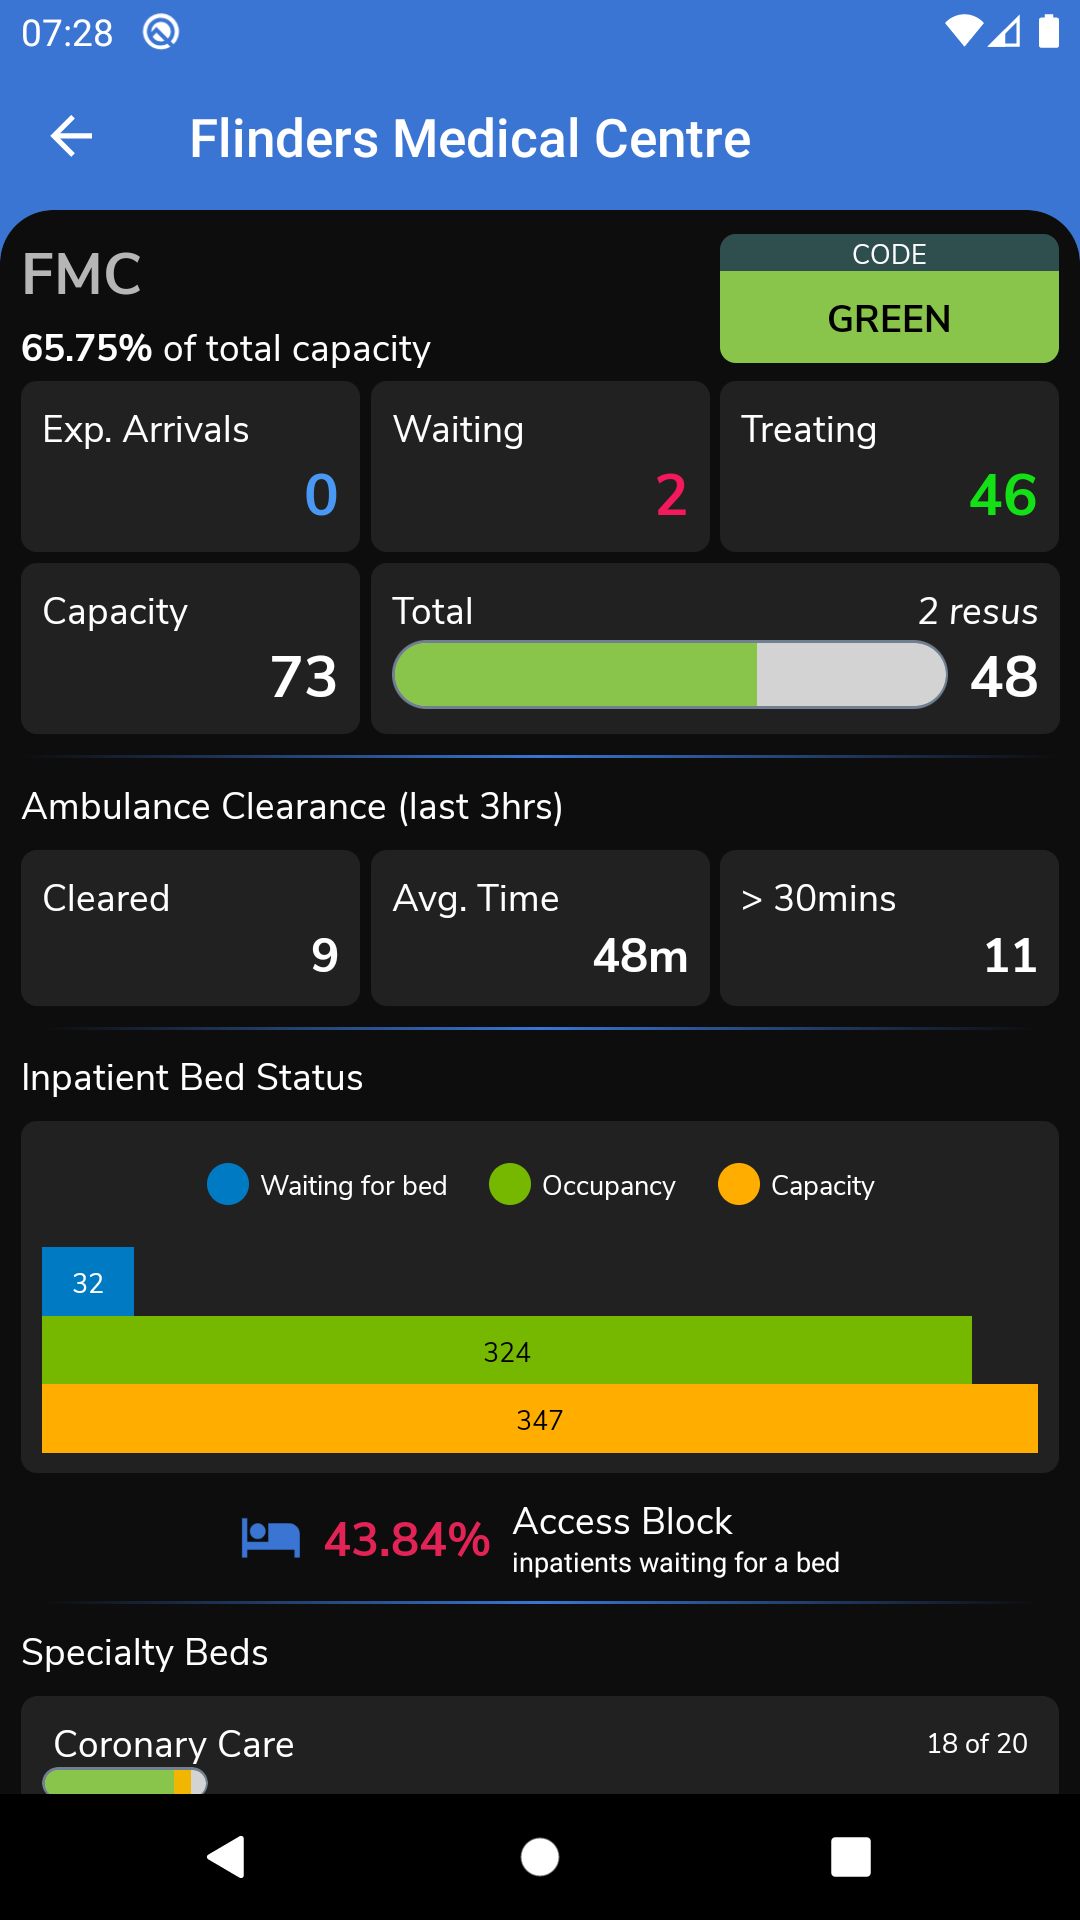 07:28
Flinders Medical Centre
FMC
CODE
GREEN
65.75% of total capacity
Exp. Arrivals
0
Waiting
2
Treating
46
Capacity
73
Total
2 resus
48
Ambulance Clearance (last 3hrs)
Cleared
9
Avg. Time
48m
> 30mins
11
Inpatient Bed Status
Waiting for bed
Occupancy
Capacity
32
324
347
43.84%
Access Block
inpatients waiting for a bed
Specialty Beds
Coronary Care
18 of 20